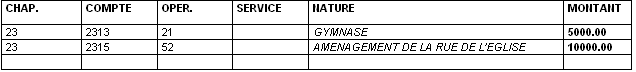 CHAP. COMPTE OPER. SERVICE NATURE MONTANT
23 2313 21 GYMNASE 5000.00
23 2315 52 AMENAGEMENT DE LA RUE DE L'EGLISE 10000.00